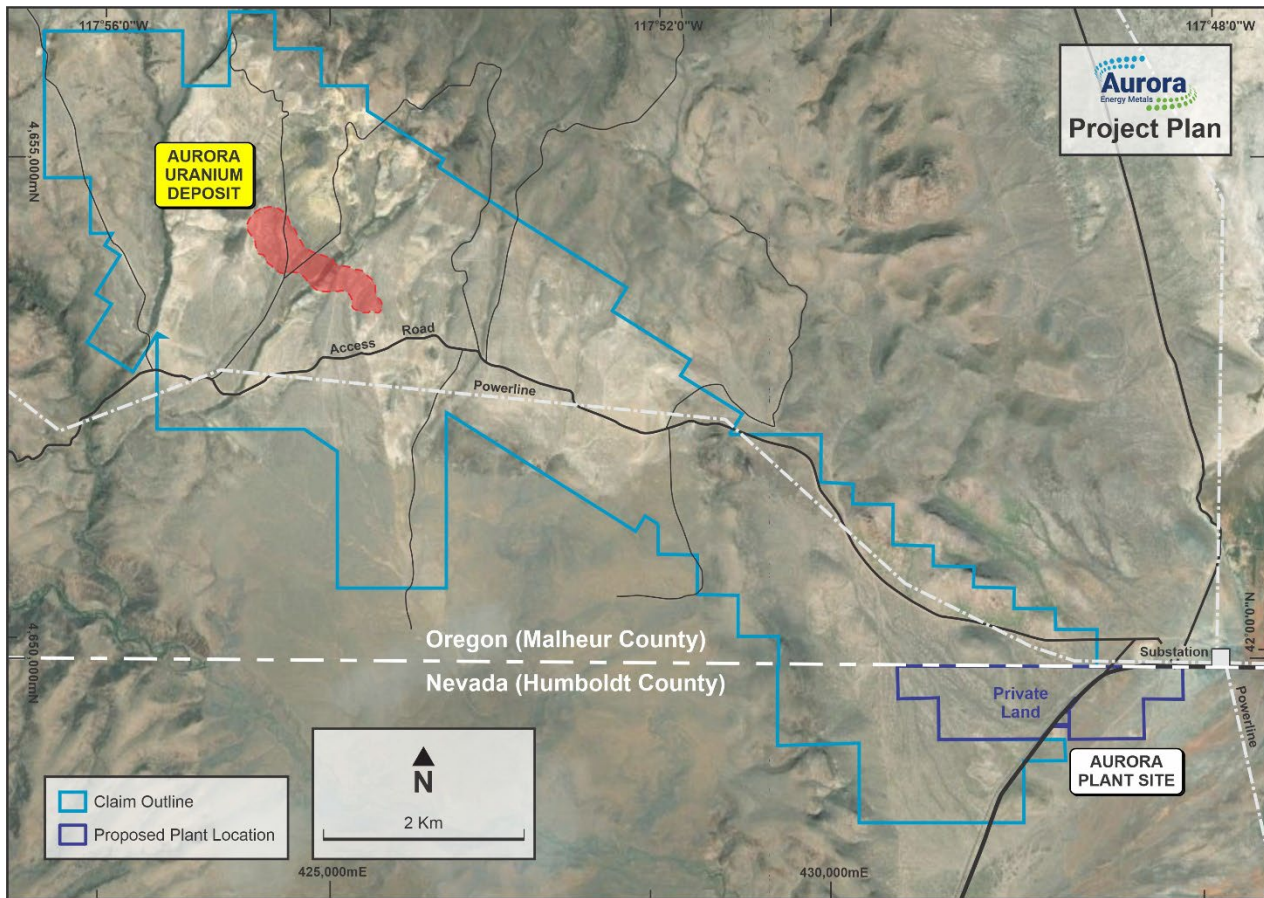 117°56'0"W
117°52'0"W
117°48'0"W
Aurora
Energy Metals
Project Plan
4,655,000mN
AURORA
URANIUM
DEPOSIT
Access Road
Powerline
Oregon (Malheur County)
Nevada (Humboldt County)
4,650,000mN
42°00'0"N
Substation
Private
Land
Powerline
AURORA
PLANT SITE
N
2 Km
Claim Outline
Proposed Plant Location
425,000mE
430,000mE